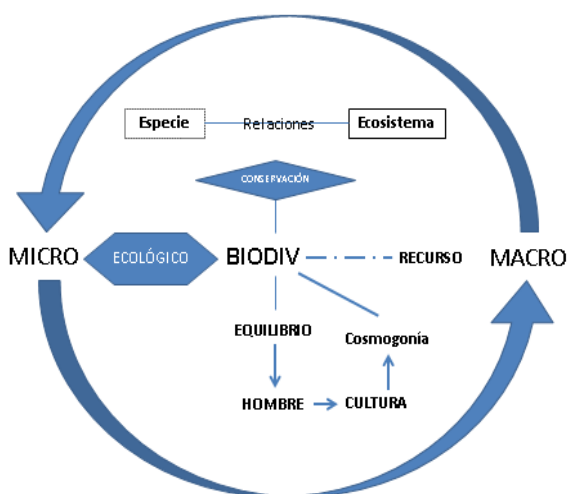 Especie Relaciones Ecosistema
CONSERVACIÓN
MICRO ECOLÓGICO BIODIV RECURSO MACRO
EQUILIBRIO
Cosmogonía
HOMBRE CULTURA